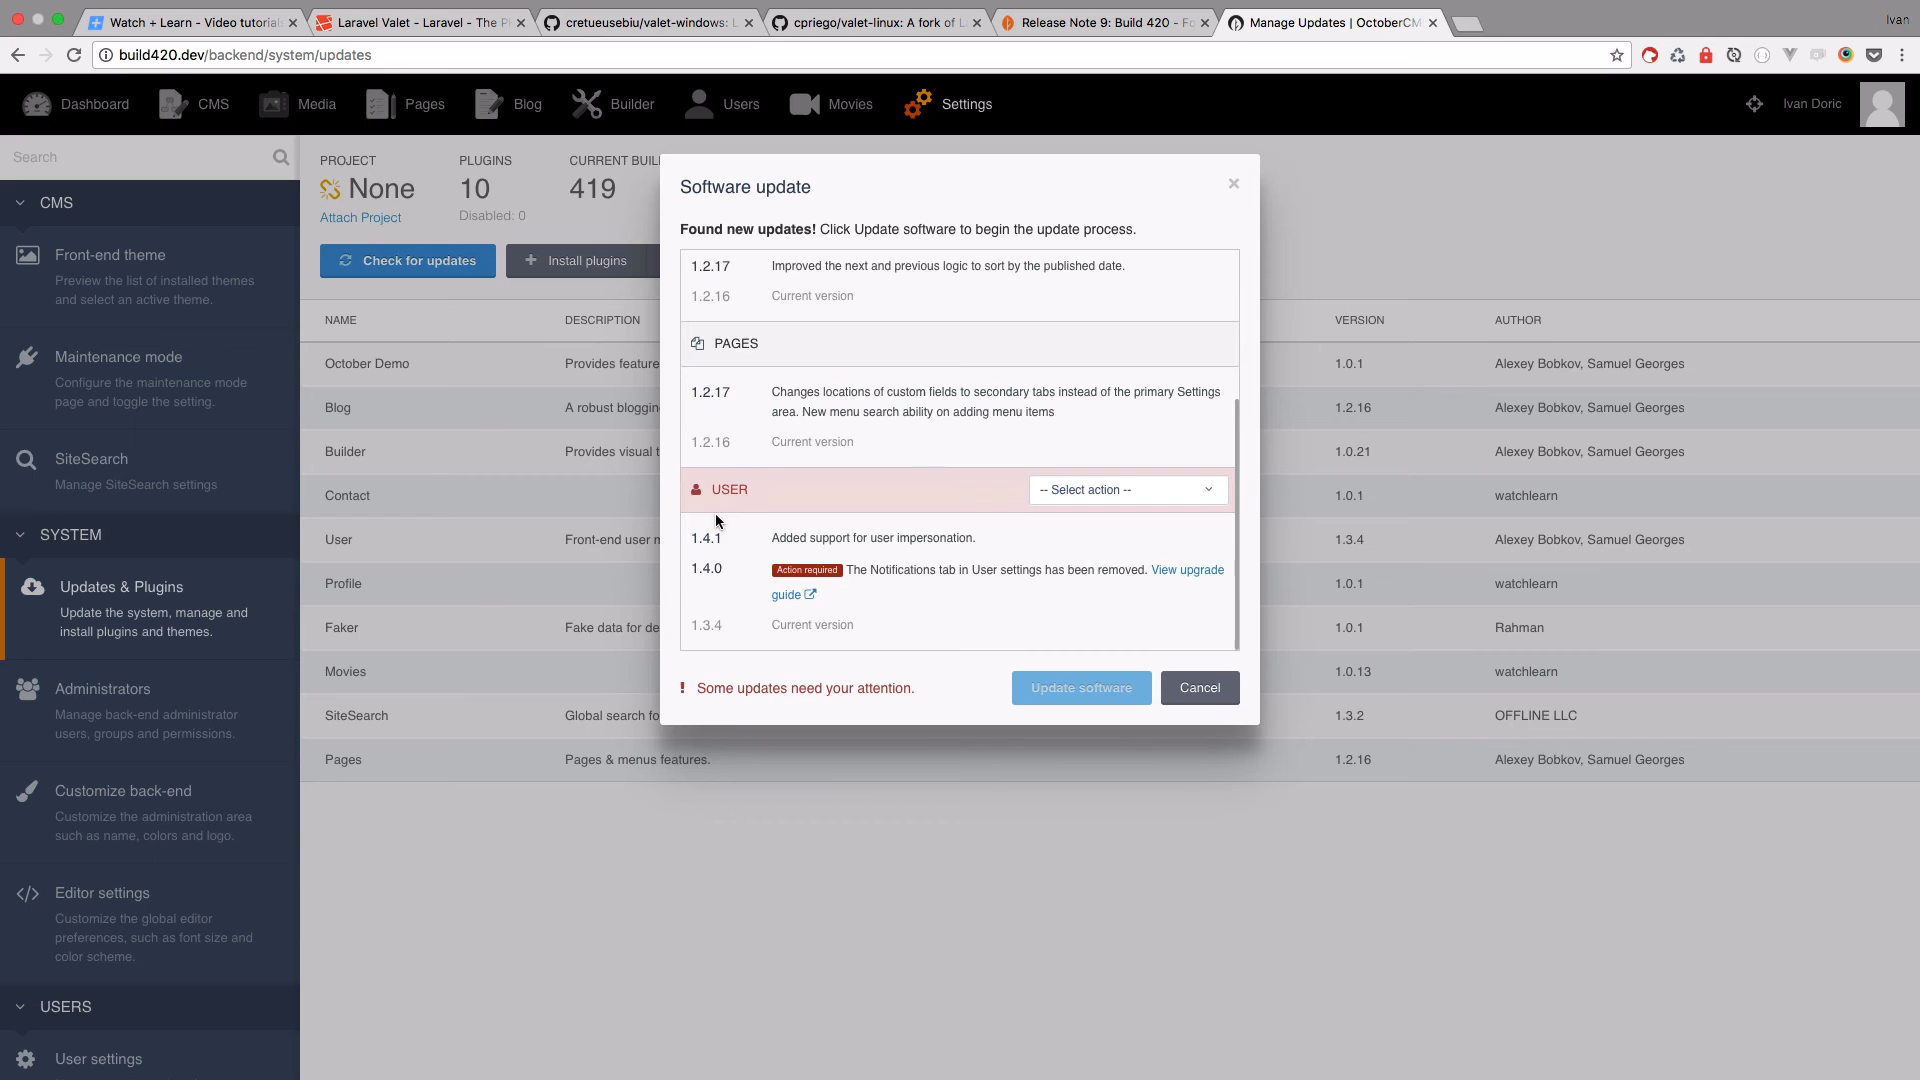 Ivan
Watch + Learn - Video tutorial
Laravel Valet - Laravel - The P
cretueusebiu/valet-windows: L
cpriego/valet-linux: A fork of L
Release Note 9: Build 420 - Fo
Manage Updates | OctoberCM
build420.dev/backend/system/updates
Dashboard
CMS
Media
Pages
Blog
Builder
Users
Movies
Settings
Ivan Doric
Search
CMS
Front-end theme
Preview the list of installed themes
and select an active theme.
Maintenance mode
Configure the maintenance mode
page and toggle the setting.
SiteSearch
Manage SiteSearch settings
SYSTEM
Updates & Plugins
Update the system, manage and
install plugins and themes.
Administrators
Manage back-end administrator
users, groups and permissions.
Customize back-end
Customize the administration area
such as name, colors and logo.
Editor settings
Customize the global editor
preferences, such as font size and
color scheme.
USERS
User settings
PROJECT
None
Attach Project
PLUGINS
10
Disabled: 0
CURRENT BUIL
419
Check for updates
Install plugins
NAME DESCRIPTION VERSION AUTHOR
October Demo Provides feature 1.0.1 Alexey Bobkov, Samuel Georges
Blog A robust bloggin 1.2.16 Alexey Bobkov, Samuel Georges
Builder Provides visual t 1.0.21 Alexey Bobkov, Samuel Georges
Contact 1.0.1 watchlearn
User Front-end user m 1.3.4 Alexey Bobkov, Samuel Georges
Profile 1.0.1 watchlearn
Faker Fake data for de 1.0.1 Rahman
Movies 1.0.13 watchlearn
SiteSearch Global search fo 1.3.2 OFFLINE LLC
Pages Pages & menus features. 1.2.16 Alexey Bobkov, Samuel Georges
Software update
×
Found new updates! Click Update software to begin the update process.
1.2.17 Improved the next and previous logic to sort by the published date.
1.2.16 Current version
PAGES
1.2.17 Changes locations of custom fields to secondary tabs instead of the primary Settings
area. New menu search ability on adding menu items
1.2.16 Current version
USER
-- Select action --
1.4.1 Added support for user impersonation.
1.4.0 Action required The Notifications tab in User settings has been removed. View upgrade
guide
1.3.4 Current version
! Some updates need your attention.
Update software
Cancel